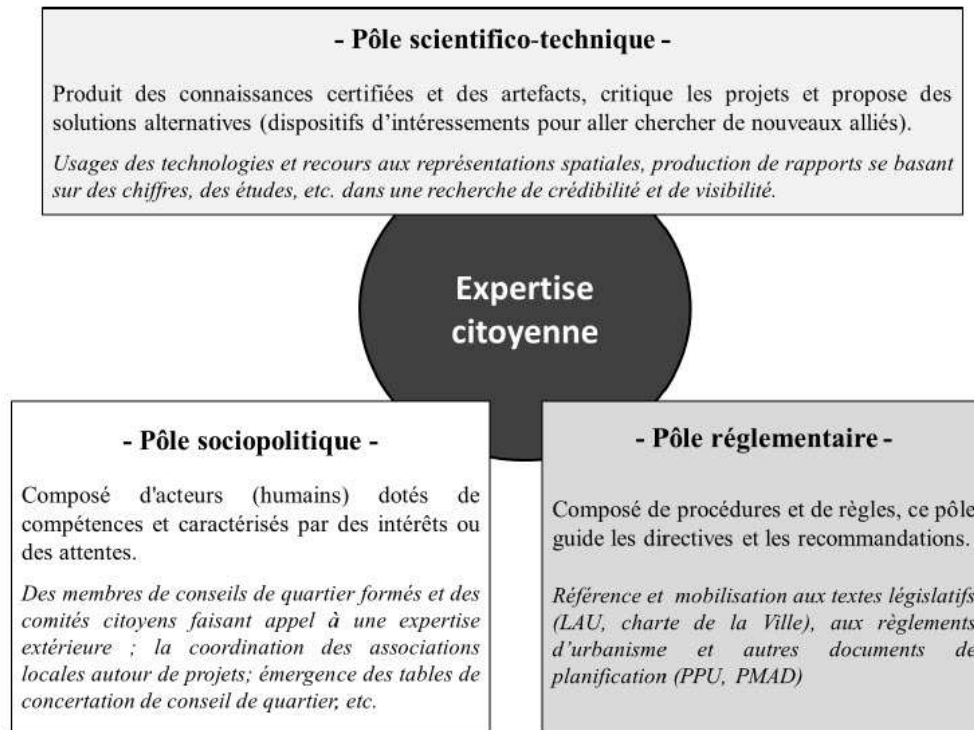 - Pôle scientifico-technique -
Produit des connaissances certifiées et des artefacts, critique les projets et propose des
solutions alternatives (dispositifs d'intéressements pour aller chercher de nouveaux alliés).
Usages des technologies et recours aux représentations spatiales, production de rapports se basant
sur des chiffres, des études, etc. dans une recherche de crédibilité et de visibilité.
Expertise
citoyenne
- Pôle sociopolitique -
Composé d'acteurs (humains) dotés de
compétences et caractérisés par des intérêts ou
des attentes.
Des membres de conseils de quartier formés et des
comités citoyens faisant appel à une expertise
extérieure ; la coordination des associations
locales autour de projets; émergence des tables de
concertation de conseil de quartier, etc.
- Pôle réglementaire -
Composé de procédures et de règles, ce pôle
guide les directives et les recommandations.
Référence et mobilisation aux textes législatifs
(LAU, charte de la Ville), aux règlements
d'urbanisme et autres documents de
planification (PPU, PMAD)